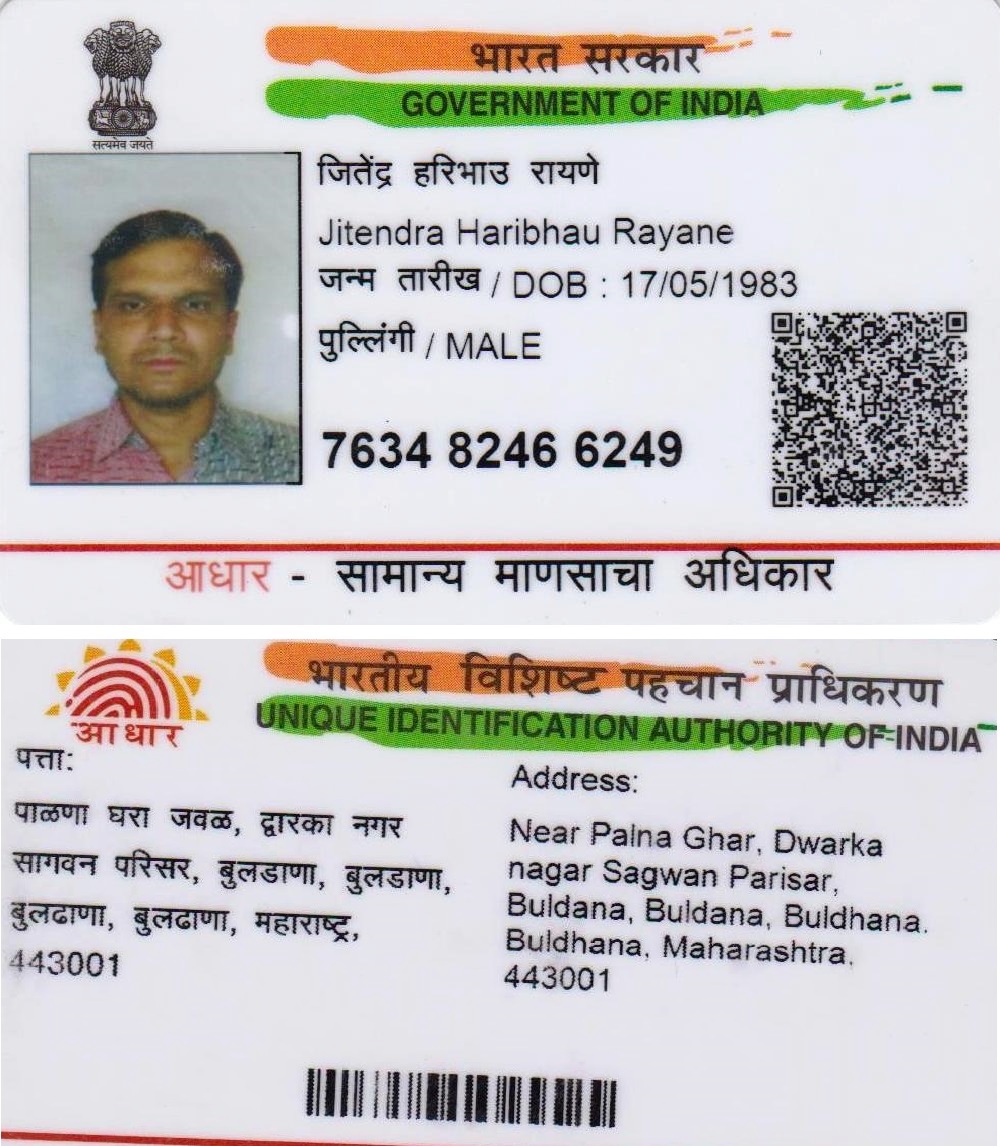 सत्यमेव जयते
भारत सरकार
GOVERNMENT OF INDIA
जितेंद्र हरिभाउ रायणे
Jitendra Haribhau Rayane
जन्म तारीख / DOB : 17/05/1983
पुल्लिंगी / MALE
7634 8246 6249
आधार - सामान्य माणसाचा अधिकार
भारतीय विशिष्ट पहचान प्राधिकरण
UNIQUE IDENTIFICATION AUTHORITY OF INDIA
आधार
पत्ता:
पाळणा घरा जवळ, द्वारका नगर
सागवन परिसर, बुलडाणा, बुलडाणा,
बुलढाणा, बुलढाणा, महाराष्ट्र,
443001
Address:
Near Palna Ghar, Dwarka
nagar Sagwan Parisar,
Buldana, Buldana, Buldhana.
Buldhana, Maharashtra.
443001